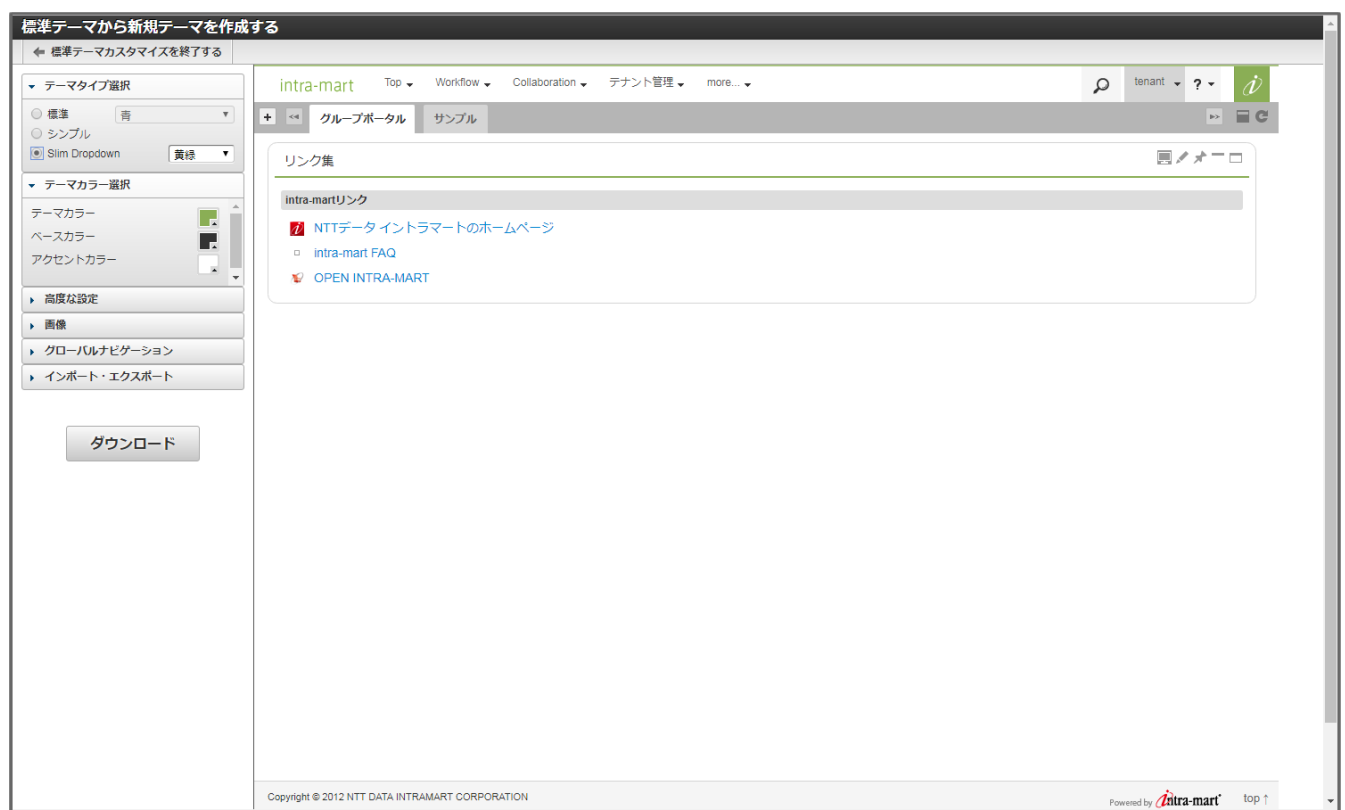 標準テーマから新規テーマを作成する
標準テーマカスタマイズを終了する
テーマタイプ選択
標準 青
シンプル
Slim Dropdown 黄緑
テーマカラー選択
テーマカラー
ベースカラー
アクセントカラー
高度な設定
画像
グローバルナビゲーション
インポート・エクスポート
ダウンロード
intra-mart Top Workflow Collaboration テナント管理 more... tenant ?
グループポータル サンプル
リンク集
intra-martリンク
NTTデータ イントラマートのホームページ
intra-mart FAQ
OPEN INTRA-MART
Copyright © 2012 NTT DATA INTRAMART CORPORATION
Powered by intra-mart top↑